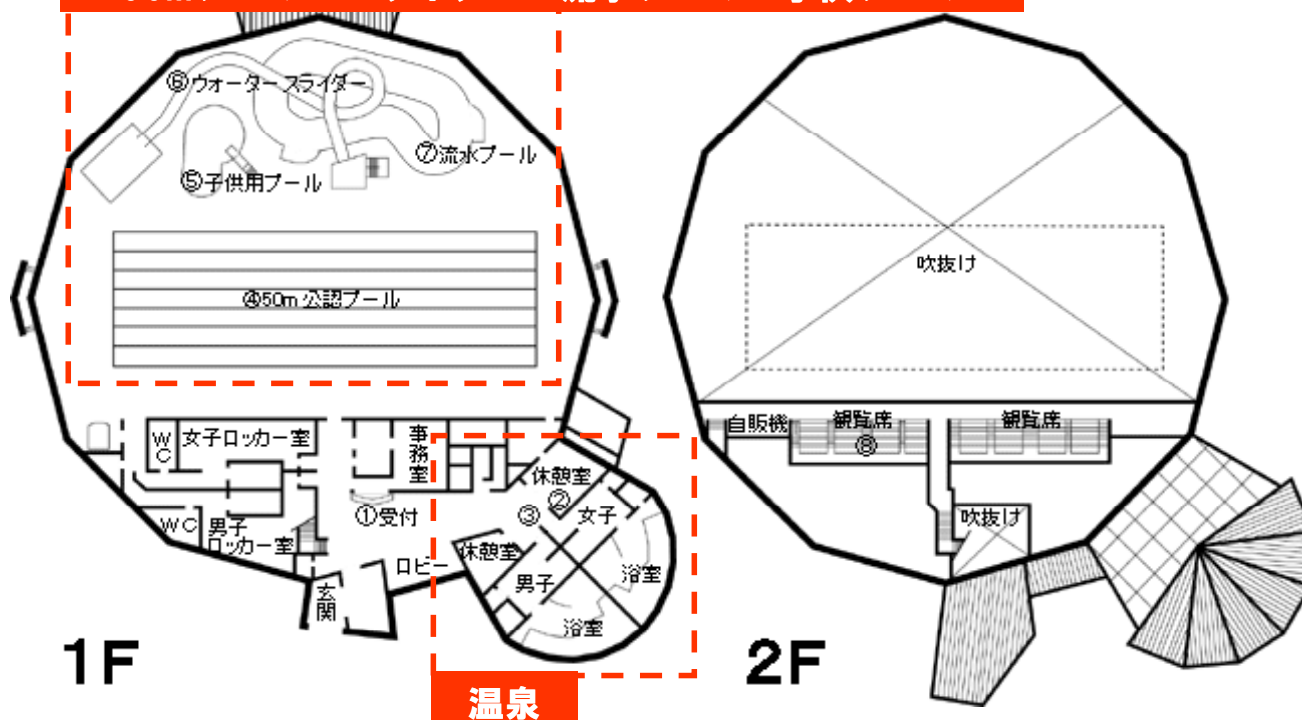 ⑥ウォータースライダー
⑦流水プール
⑤子供用プール
④50m公認プール
WC
女子ロッカー室
事務室
休憩室
②
③
女子
①受付
WC
男子
ロッカー室
ロビー
休憩室
男子
浴室
浴室
玄関
1F
温泉
吹抜け
自販機
観覧席
⑧
観覧席
吹抜け
2F